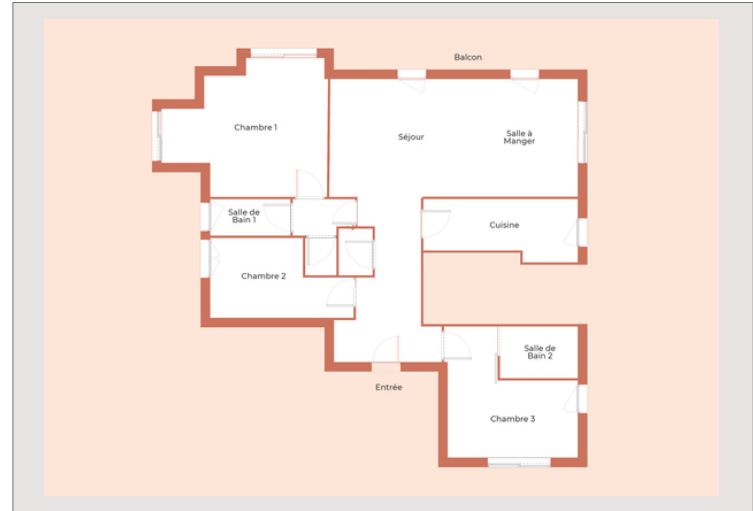 Balcon
Chambre 1
Séjour
Salle à
Manger
Salle de
Bain 1
Cuisine
Chambre 2
Salle de
Bain 2
Entrée
Chambre 3